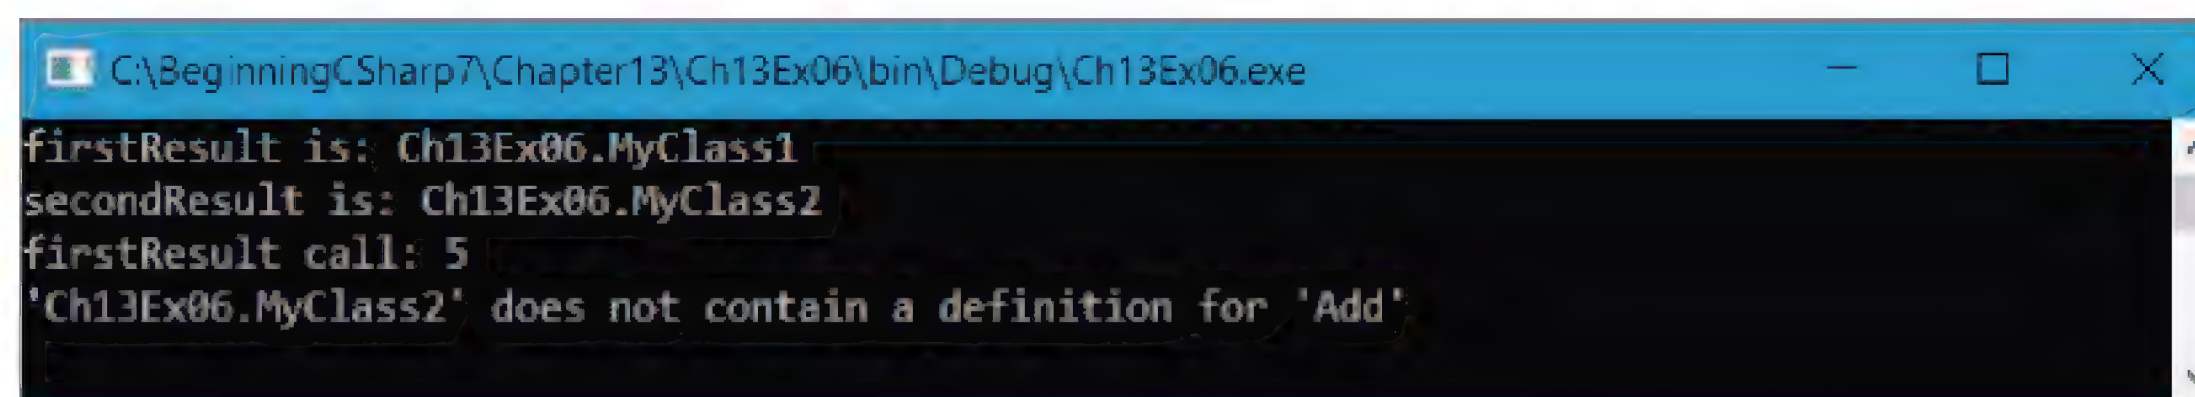 C:\BeginningCSharp7\Chapter13\Ch13Ex06\bin\Debug\Ch13Ex06.exe
firstResult is: Ch13Ex06.MyClass1
secondResult is: Ch13Ex06.MyClass2
firstResult call: 5
'Ch13Ex06.MyClass2' does not contain a definition for 'Add'